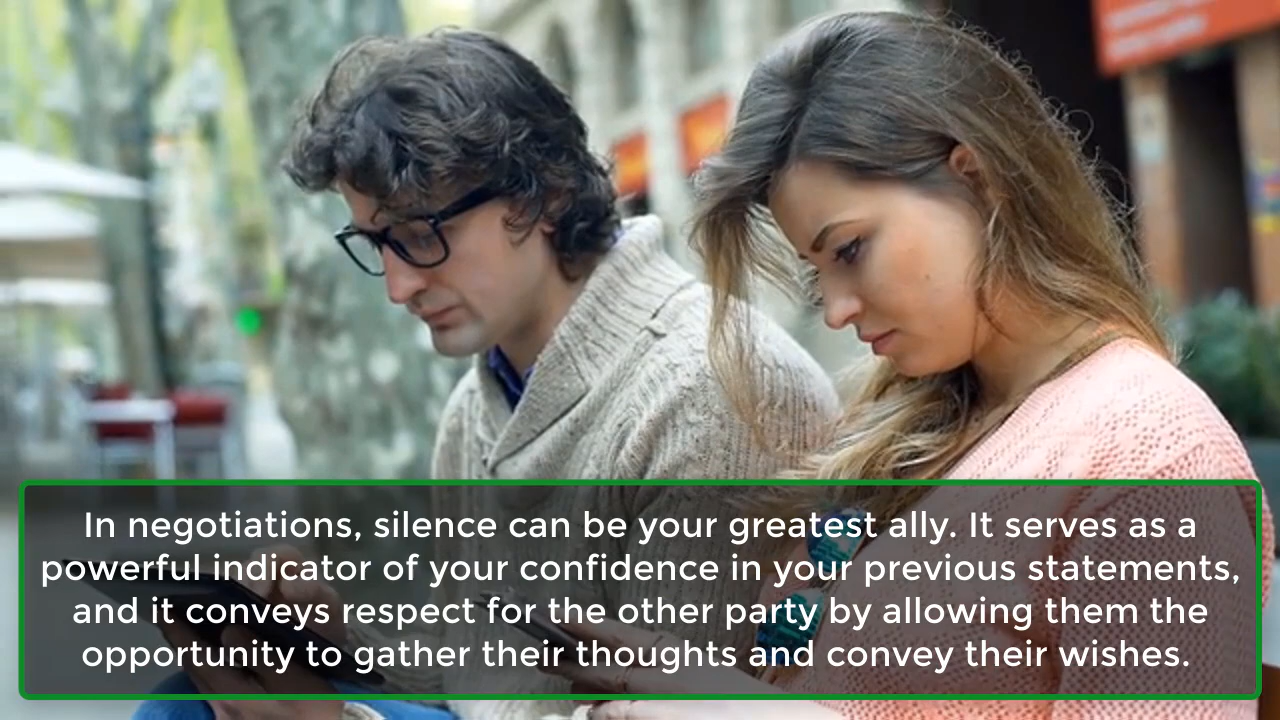 In negotiations, silence can be your greatest ally. It serves as a
powerful indicator of your confidence in your previous statements,
and it conveys respect for the other party by allowing them the
opportunity to gather their thoughts and convey their wishes.